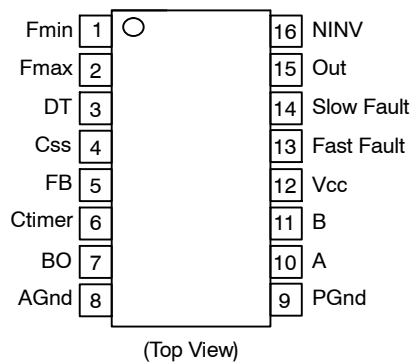 Fmin 1 16 NINV
Fmax 2 15 Out
DT 3 14 Slow Fault
Css 4 13 Fast Fault
FB 5 12 Vcc
Ctimer 6 11 B
BO 7 10 A
AGnd 8 9 PGnd
(Top View)